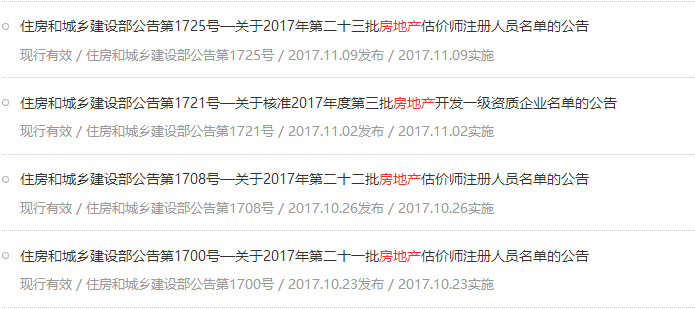 住房和城乡建设部公告第1725号—关于2017年第二十三批房地产估价师注册人员名单的公告
现行有效 / 住房和城乡建设部公告第1725号 / 2017.11.09发布 / 2017.11.09实施
住房和城乡建设部公告第1721号—关于核准2017年度第三批房地产开发一级资质企业名单的公告
现行有效 / 住房和城乡建设部公告第1721号 / 2017.11.02发布 / 2017.11.02实施
住房和城乡建设部公告第1708号—关于2017年第二十二批房地产估价师注册人员名单的公告
现行有效 / 住房和城乡建设部公告第1708号 / 2017.10.26发布 / 2017.10.26实施
住房和城乡建设部公告第1700号—关于2017年第二十一批房地产估价师注册人员名单的公告
现行有效 / 住房和城乡建设部公告第1700号 / 2017.10.23发布 / 2017.10.23实施